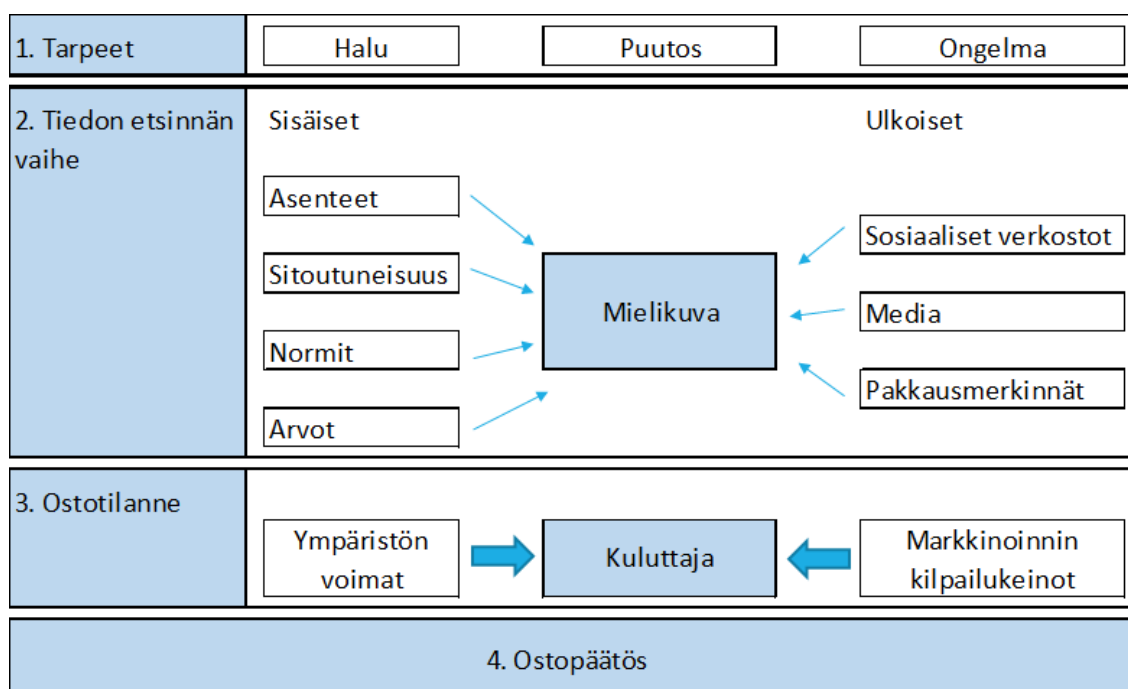 1. Tarpeet
Halu
Puutos
Ongelma
2. Tiedon etsinnän
vaihe
Sisäiset
Ulkoiset
Asenteet
Sitoutuneisuus
Normit
Arvot
Mielikuva
Sosiaaliset verkostot
Media
Pakkausmerkinnät
3. Ostotilanne
Ympäristön
voimat
Kuluttaja
Markkinoinnin
kilpailukeinot
4. Ostopäätös